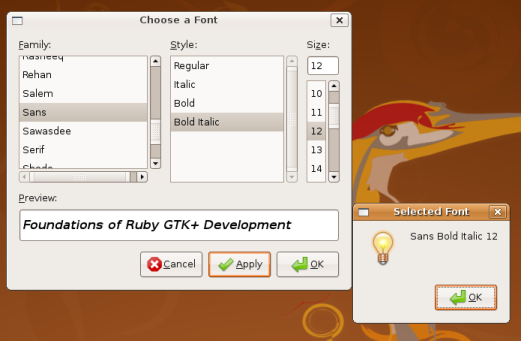 Choose a Font
Family:
Style:
Size:
Rasheeq
Rehan
Salem
Sans
Sawasdee
Serif
Regular
Italic
Bold
Bold Italic
12
10
11
12
13
14
Preview:
Foundations of Ruby GTK+ Development
Cancel
Apply
OK
Selected Font
Sans Bold Italic 12
OK